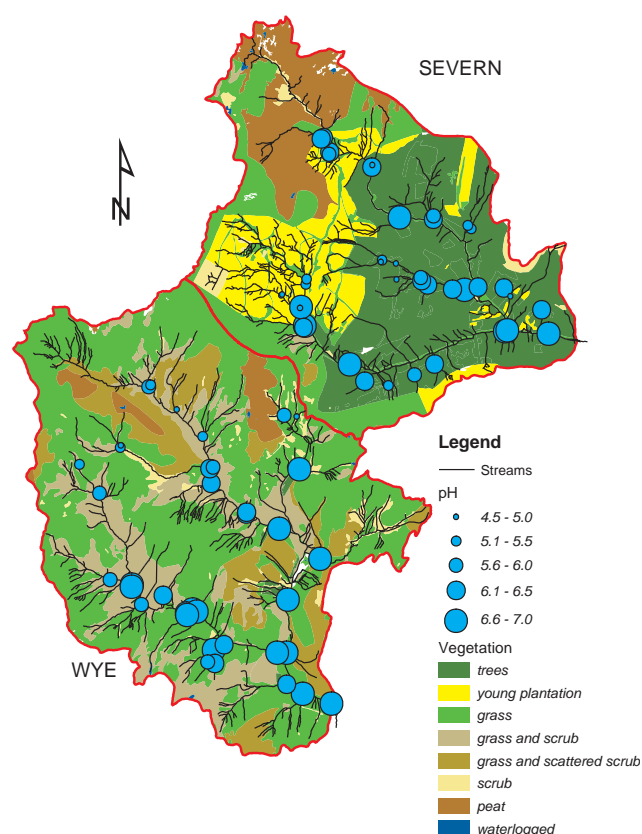 SEVERN
N
WYE
Legend
Streams
pH
4.5 - 5.0
5.1 - 5.5
5.6 - 6.0
6.1 - 6.5
6.6 - 7.0
Vegetation
trees
young plantation
grass
grass and scrub
grass and scattered scrub
scrub
peat
waterlogged